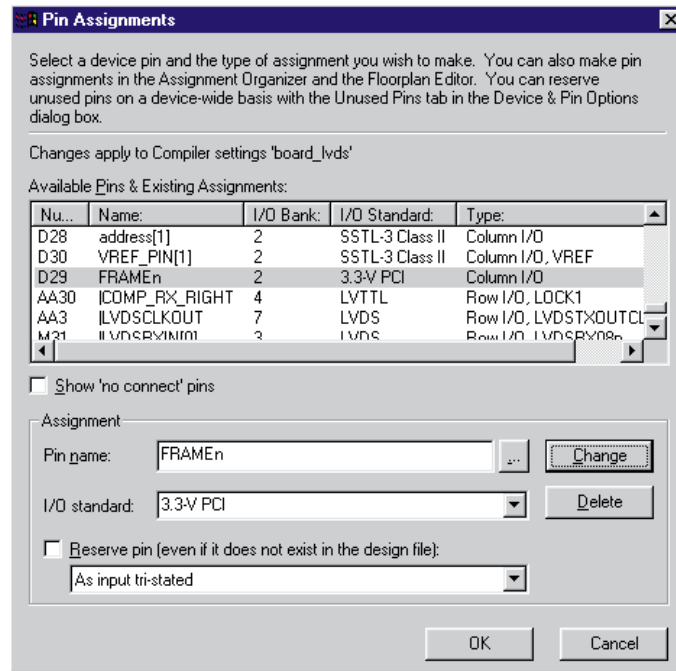 Pin Assignments
Select a device pin and the type of assignment you wish to make. You can also make pin
assignments in the Assignment Organizer and the Floorplan Editor. You can reserve
unused pins on a device-wide basis with the Unused Pins tab in the Device & Pin Options
dialog box.
Changes apply to Compiler settings 'board_lvds'
Available Pins & Existing Assignments:
Nu... Name: I/O Bank: I/O Standard: Type:
D28 address[1] 2 SSTL-3 Class II Column I/O
D30 VREF_PIN[1] 2 SSTL-3 Class II Column I/O, VREF
D29 FRAMEn 2 3.3-V PCI Column I/O
AA30 |COMP_RX_RIGHT 4 LVTTL Row I/O, LOCK1
AA3 |LVDSCLKOUT 7 LVDS Row I/O, LVDSTXOUTCL
M31 |LVDSRXIN[0] 3 LVDS Row I/O, LVDSRX08p
Show 'no connect' pins
Assignment
Pin name: FRAMEn ... Change
I/O standard: 3.3-V PCI Delete
Reserve pin (even if it does not exist in the design file):
As input tri-stated
OK Cancel